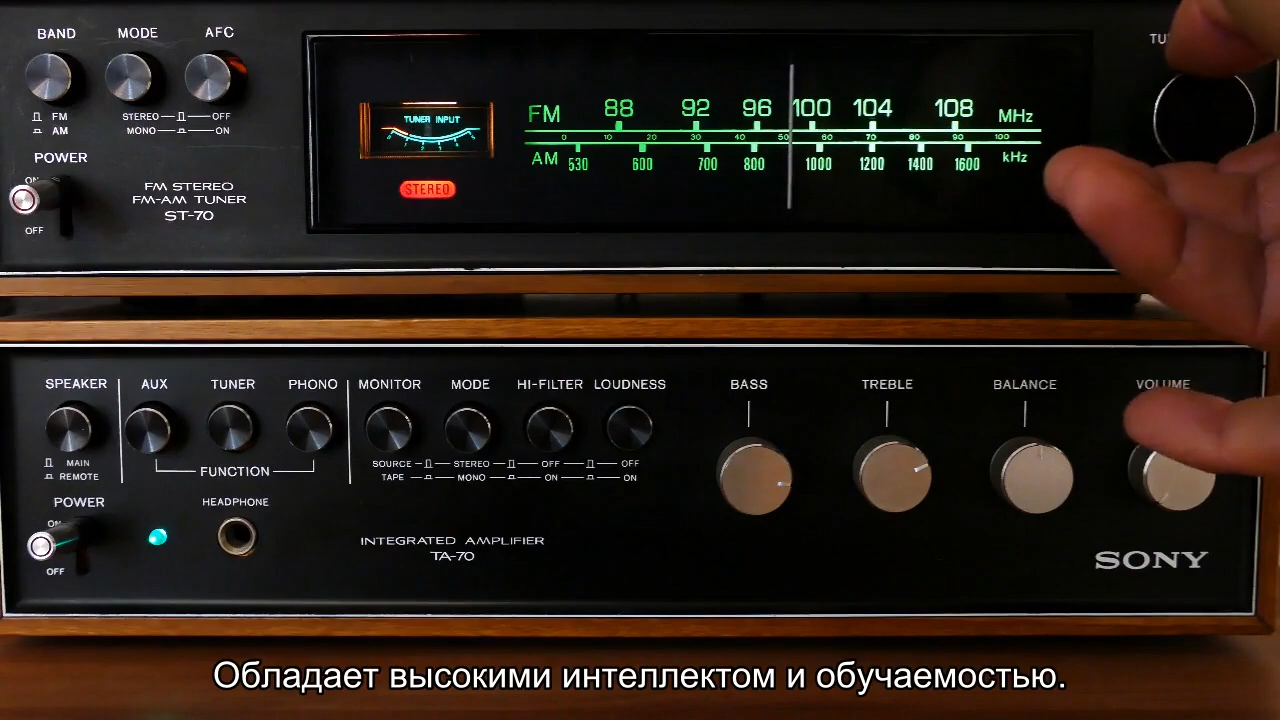 BAND MODE AFC
TU
FM
AM
STEREO OFF
MONO ON
POWER
ON
OFF
FM STEREO
FM-AM TUNER
ST-70
TUNER INPUT
STEREO
FM 88 92 96 100 104 108 MHz
0 10 20 30 40 50 60 70 80 90 100
AM 530 600 700 800 1000 1200 1400 1600 kHz
SPEAKER AUX TUNER PHONO MONITOR MODE HI-FILTER LOUDNESS BASS TREBLE BALANCE VOLUME
MAIN
REMOTE
FUNCTION
SOURCE STEREO OFF OFF
TAPE MONO ON ON
POWER
ON
OFF
HEADPHONE
INTEGRATED AMPLIFIER
TA-70
SONY
Обладает высокими интеллектом и обучаемостью.